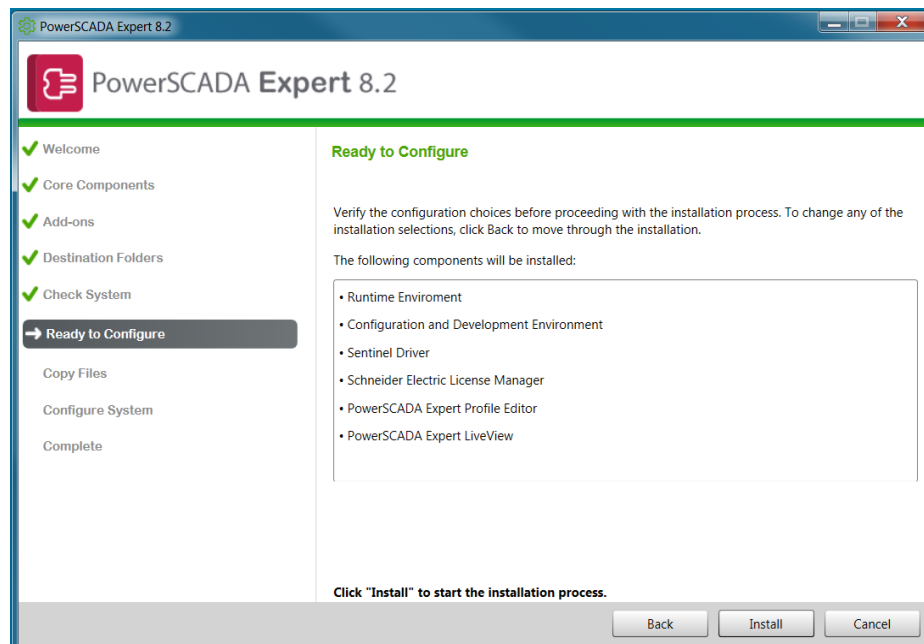 PowerSCADA Expert 8.2
PowerSCADA Expert 8.2
Welcome
Core Components
Add-ons
Destination Folders
Check System
Ready to Configure
Copy Files
Configure System
Complete
Ready to Configure
Verify the configuration choices before proceeding with the installation process. To change any of the
installation selections, click Back to move through the installation.
The following components will be installed:
• Runtime Enviroment
• Configuration and Development Environment
• Sentinel Driver
• Schneider Electric License Manager
• PowerSCADA Expert Profile Editor
• PowerSCADA Expert LiveView
Click "Install" to start the installation process.
Back
Install
Cancel